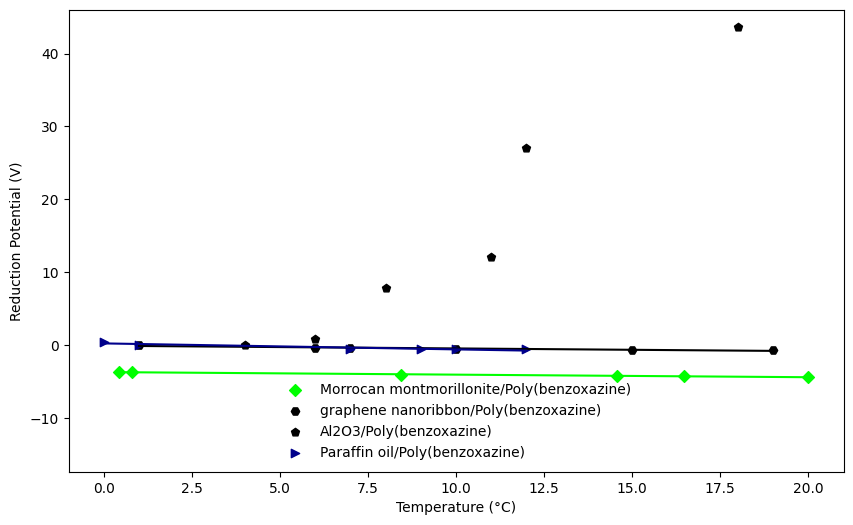 40
30
20
10
0
−10
Reduction Potential (V)
Morrocan montmorillonite/Poly(benzoxazine)
graphene nanoribbon/Poly(benzoxazine)
Al2O3/Poly(benzoxazine)
Paraffin oil/Poly(benzoxazine)
0.0 2.5 5.0 7.5 10.0 12.5 15.0 17.5 20.0
Temperature (°C)